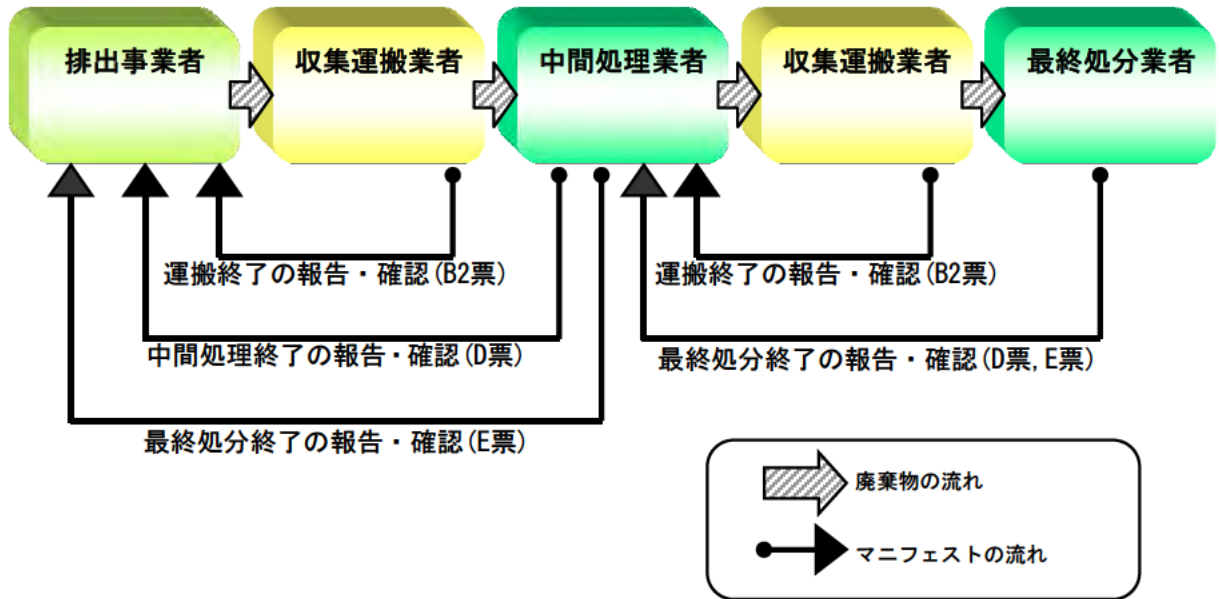 排出事業者
収集運搬業者
中間処理業者
収集運搬業者
最終処分業者
運搬終了の報告・確認(B2票)
運搬終了の報告・確認(B2票)
中間処理終了の報告・確認(D票)
最終処分終了の報告・確認(D票,E票)
最終処分終了の報告・確認(E票)
廃棄物の流れ
マニフェストの流れ